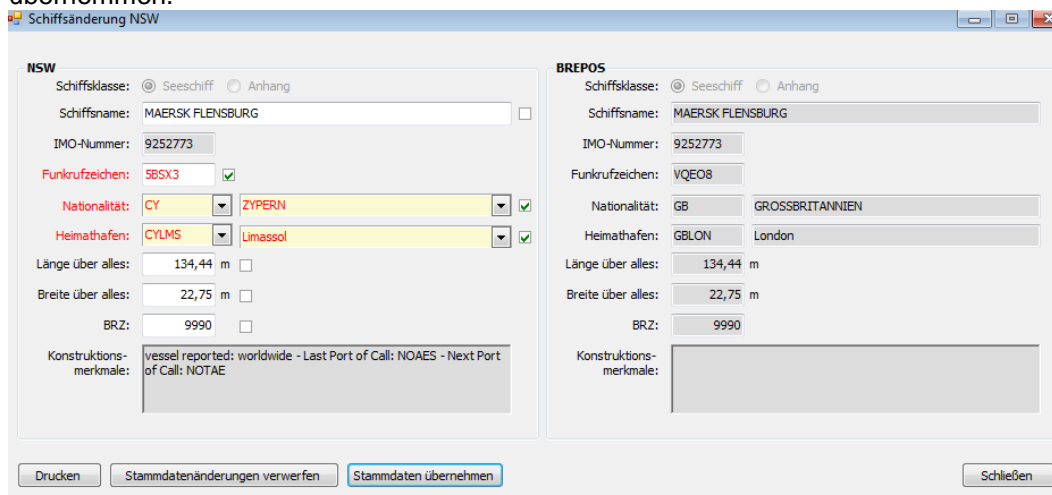 übernommen.
Schiffsänderung NSW
NSW
Schiffsklasse: Seeschiff Anhang
Schiffsname: MAERSK FLENSBURG
IMO-Nummer: 9252773
Funkrufzeichen: 5BSX3
Nationalität: CY ZYPERN
Heimathafen: CYLMS Limassol
Länge über alles: 134,44 m
Breite über alles: 22,75 m
BRZ: 9990
Konstruktions-
merkmale:
vessel reported: worldwide - Last Port of Call: NOAES - Next Port
of Call: NOTAE
BREPOS
Schiffsklasse: Seeschiff Anhang
Schiffsname: MAERSK FLENSBURG
IMO-Nummer: 9252773
Funkrufzeichen: VQEO8
Nationalität: GB GROSSBRITANNIEN
Heimathafen: GBLON London
Länge über alles: 134,44 m
Breite über alles: 22,75 m
BRZ: 9990
Konstruktions-
merkmale:
Drucken Stammdatenänderungen verwerfen Stammdaten übernehmen Schließen